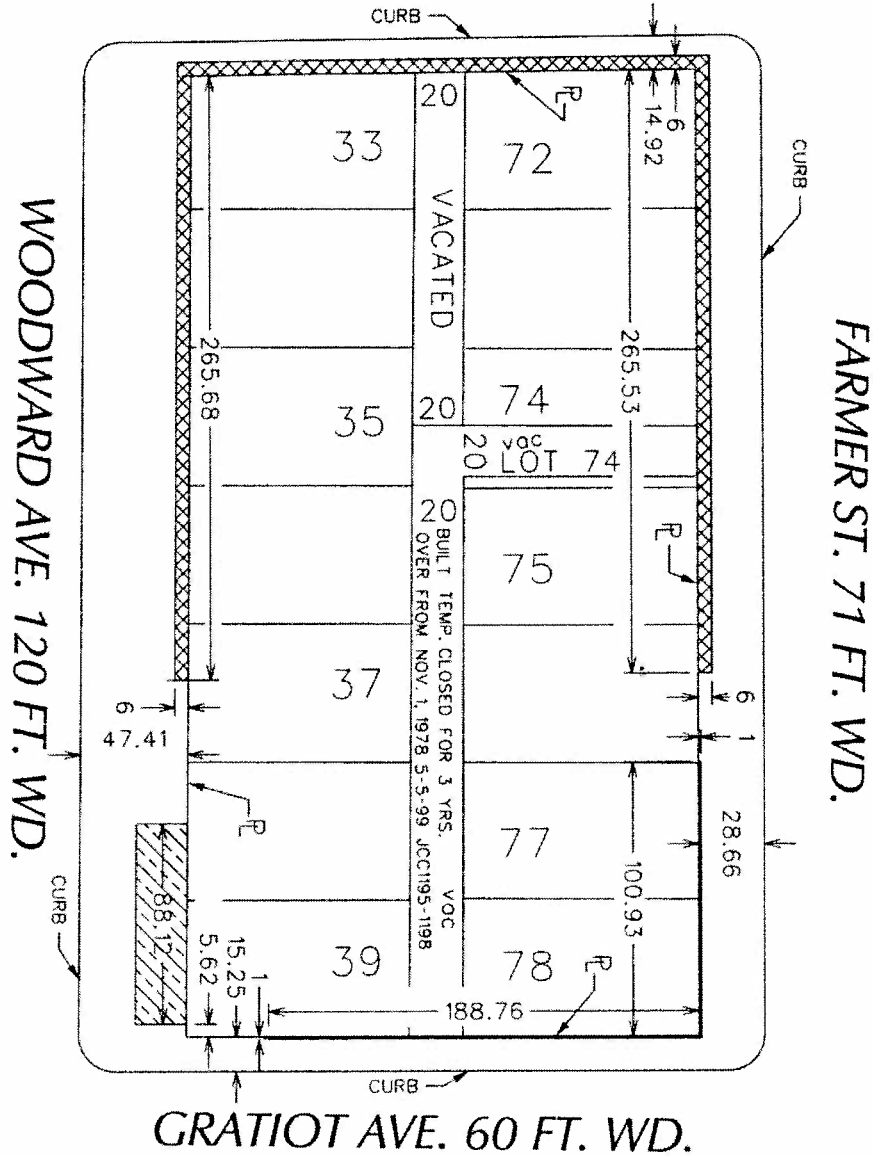 CURB
6
14.92
CURB
20
33
72
VACATED
265.68
265.53
35
20
74
20 vac
LOT 74
20
75
BUILT TEMP. CLOSED FOR 3 YRS. VOC
OVER FROM NOV. 1, 1978 5-5-99 JCC1195-1198
37
6
47.41
6
1
28.66
77
100.93
88.12
CURB
5.62
15.25
1
39
78
188.76
CURB
WOODWARD AVE. 120 FT. WD.
FARMER ST. 71 FT. WD.
GRATIOT AVE. 60 FT. WD.
PL
PL
PL
PL